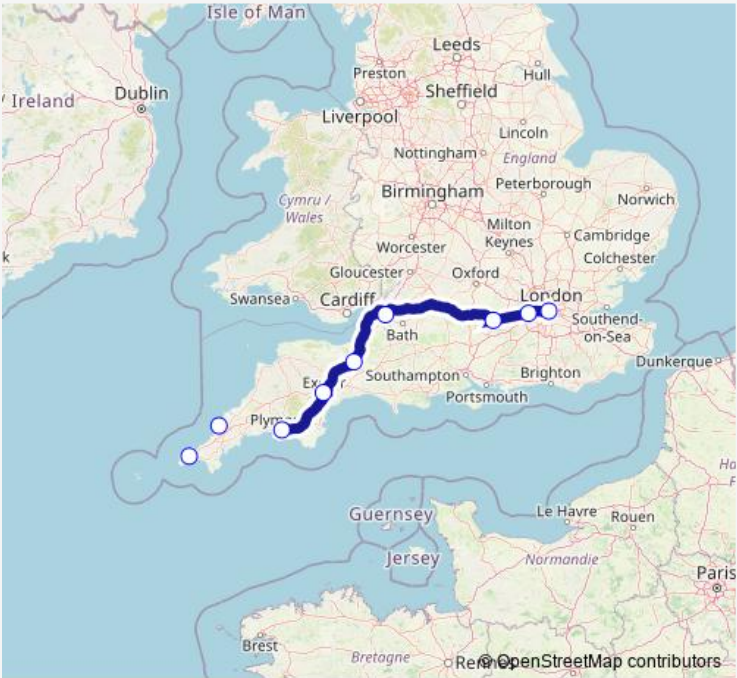 Isle of Man
Leeds
Preston
Hull
Dublin
Ireland
Sheffield
Liverpool
Lincoln
Nottingham
England
Cymru /
Wales
Birmingham
Peterborough
Norwich
k
Milton
Keynes
Worcester
Cambridge
Colchester
Gloucester
Oxford
Swansea
Cardiff
London
Southend-
on-Sea
Bath
Dunkerque
Southampton
Brighton
Portsmouth
Guernsey
Le Havre
Rouen
Jersey
Normandie
Paris
Brest
Bretagne
© OpenStreetMap contributors